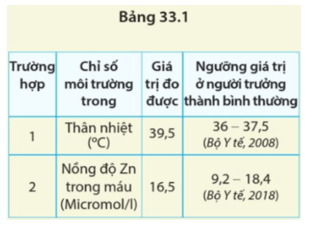 Bảng 33.1
Trường hợp | Chỉ số môi trường trong | Giá trị đo được | Ngưỡng giá trị ở người trưởng thành bình thường
1 | Thân nhiệt (ºC) | 39,5 | 36 – 37,5 (Bộ Y tế, 2008)
2 | Nồng độ Zn trong máu (Micromol/l) | 16,5 | 9,2 – 18,4 (Bộ Y tế, 2018)